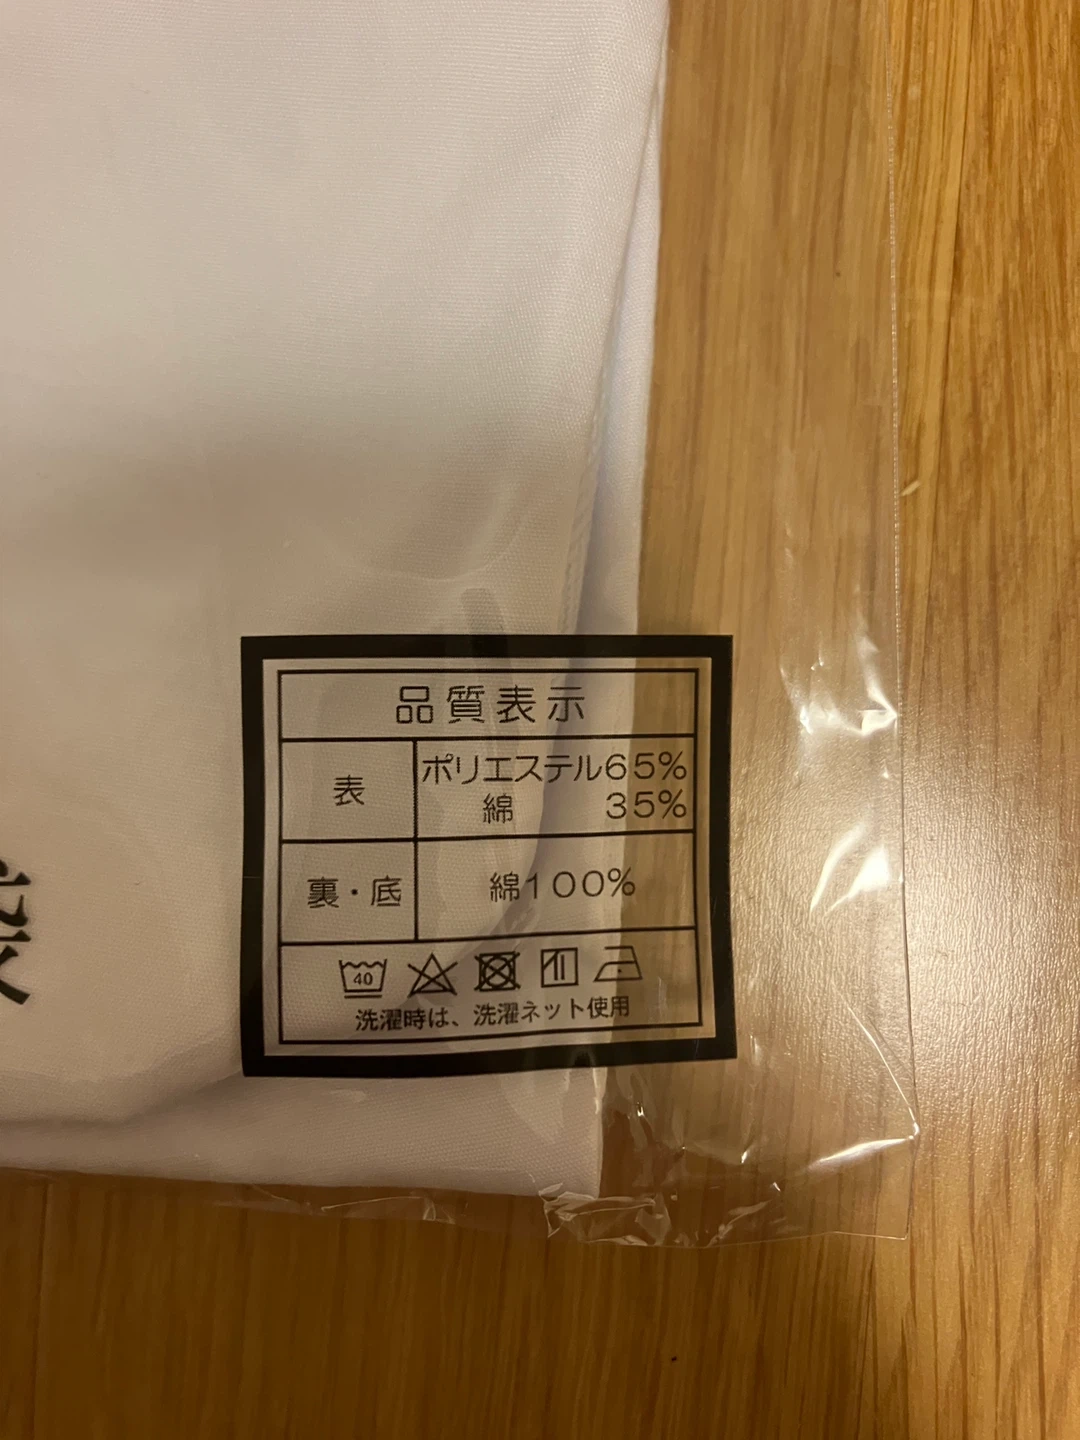 品質表示
表 ポリエステル65%
綿 35%
裏・底 綿100%
40
洗濯時は、洗濯ネット使用